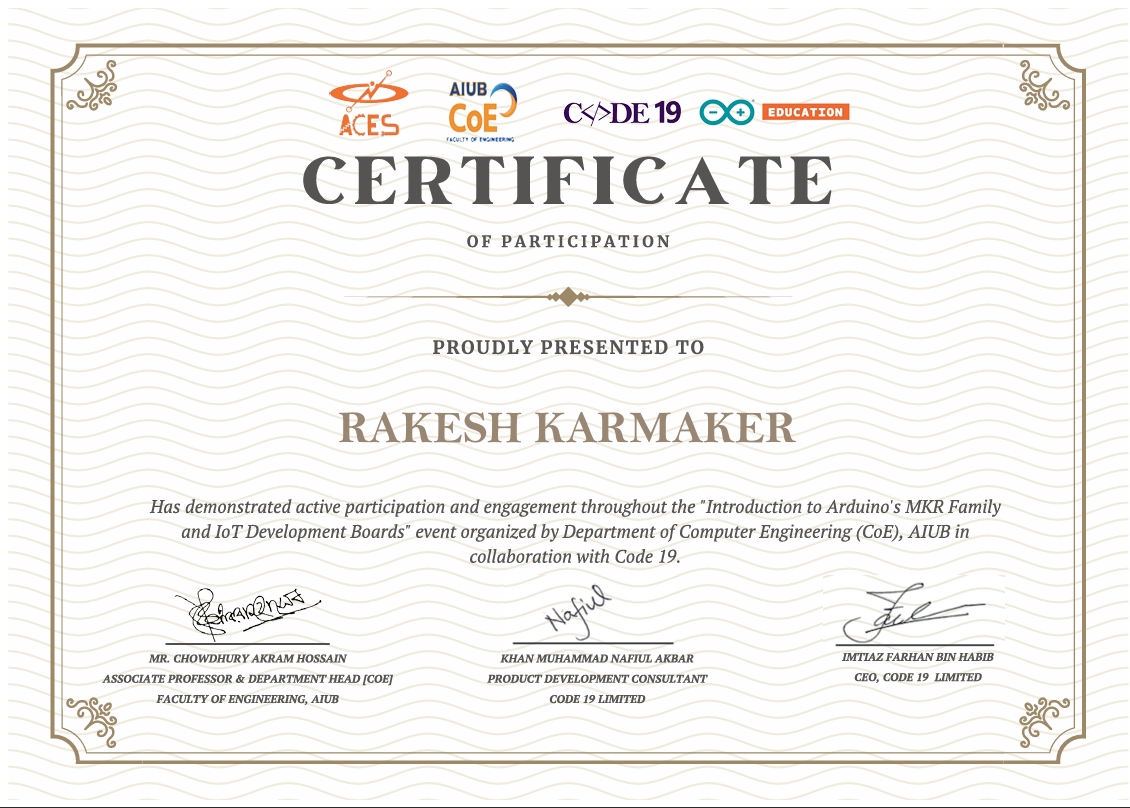 ACES
AIUB
CoE
FACULTY OF ENGINEERING
C</>DE 19
EDUCATION
CERTIFICATE
OF PARTICIPATION
PROUDLY PRESENTED TO
RAKESH KARMAKER
Has demonstrated active participation and engagement throughout the "Introduction to Arduino's MKR Family
and IoT Development Boards" event organized by Department of Computer Engineering (CoE), AIUB in
collaboration with Code 19.
Nafiul
MR. CHOWDHURY AKRAM HOSSAIN
ASSOCIATE PROFESSOR & DEPARTMENT HEAD [COE]
FACULTY OF ENGINEERING, AIUB
KHAN MUHAMMAD NAFIUL AKBAR
PRODUCT DEVELOPMENT CONSULTANT
CODE 19 LIMITED
IMTIAZ FARHAN BIN HABIB
CEO, CODE 19 LIMITED